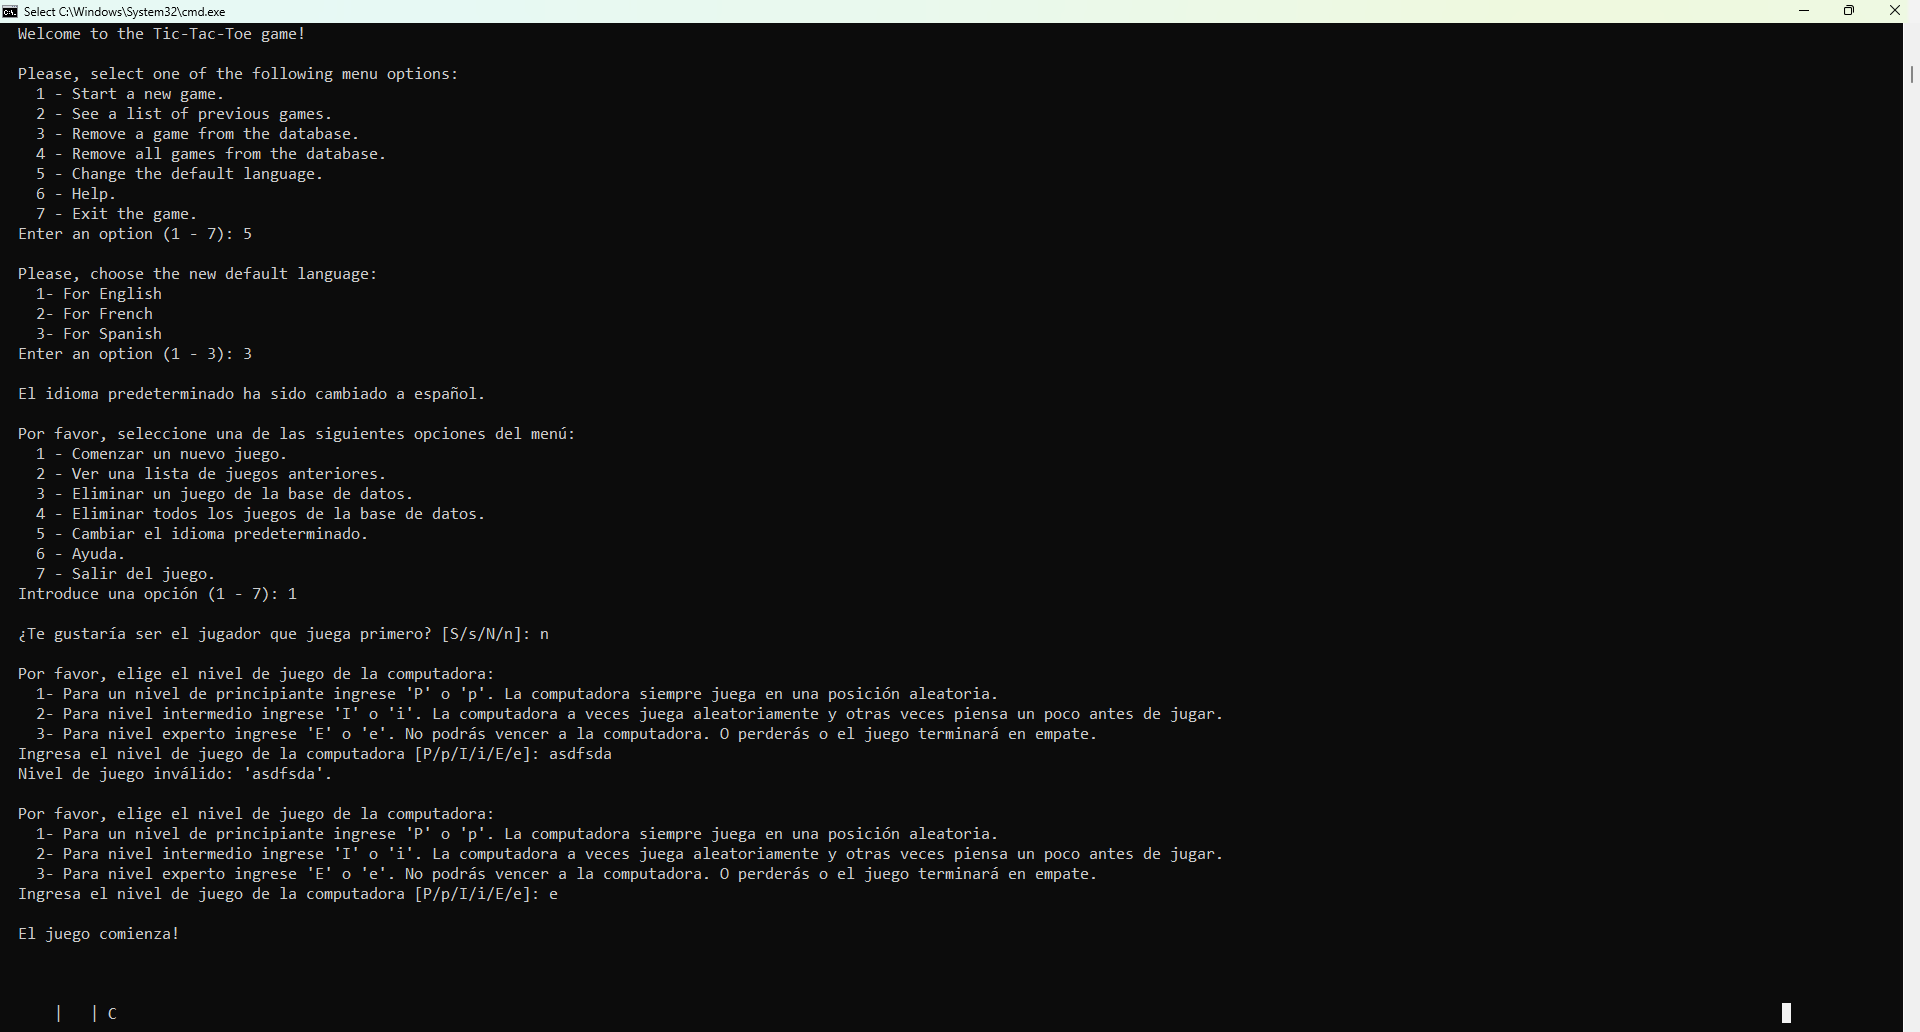 Select C:\Windows\System32\cmd.exe
Welcome to the Tic-Tac-Toe game!
Please, select one of the following menu options:
1 - Start a new game.
2 - See a list of previous games.
3 - Remove a game from the database.
4 - Remove all games from the database.
5 - Change the default language.
6 - Help.
7 - Exit the game.
Enter an option (1 - 7): 5
Please, choose the new default language:
1- For English
2- For French
3- For Spanish
Enter an option (1 - 3): 3
El idioma predeterminado ha sido cambiado a español.
Por favor, seleccione una de las siguientes opciones del menú:
1 - Comenzar un nuevo juego.
2 - Ver una lista de juegos anteriores.
3 - Eliminar un juego de la base de datos.
4 - Eliminar todos los juegos de la base de datos.
5 - Cambiar el idioma predeterminado.
6 - Ayuda.
7 - Salir del juego.
Introduce una opción (1 - 7): 1
¿Te gustaría ser el jugador que juega primero? [S/s/N/n]: n
Por favor, elige el nivel de juego de la computadora:
1- Para un nivel de principiante ingrese 'P' o 'p'. La computadora siempre juega en una posición aleatoria.
2- Para nivel intermedio ingrese 'I' o 'i'. La computadora a veces juega aleatoriamente y otras veces piensa un poco antes de jugar.
3- Para nivel experto ingrese 'E' o 'e'. No podrás vencer a la computadora. O perderás o el juego terminará en empate.
Ingresa el nivel de juego de la computadora [P/p/I/i/E/e]: asdfsda
Nivel de juego inválido: 'asdfsda'.
Por favor, elige el nivel de juego de la computadora:
1- Para un nivel de principiante ingrese 'P' o 'p'. La computadora siempre juega en una posición aleatoria.
2- Para nivel intermedio ingrese 'I' o 'i'. La computadora a veces juega aleatoriamente y otras veces piensa un poco antes de jugar.
3- Para nivel experto ingrese 'E' o 'e'. No podrás vencer a la computadora. O perderás o el juego terminará en empate.
Ingresa el nivel de juego de la computadora [P/p/I/i/E/e]: e
El juego comienza!
|   | C